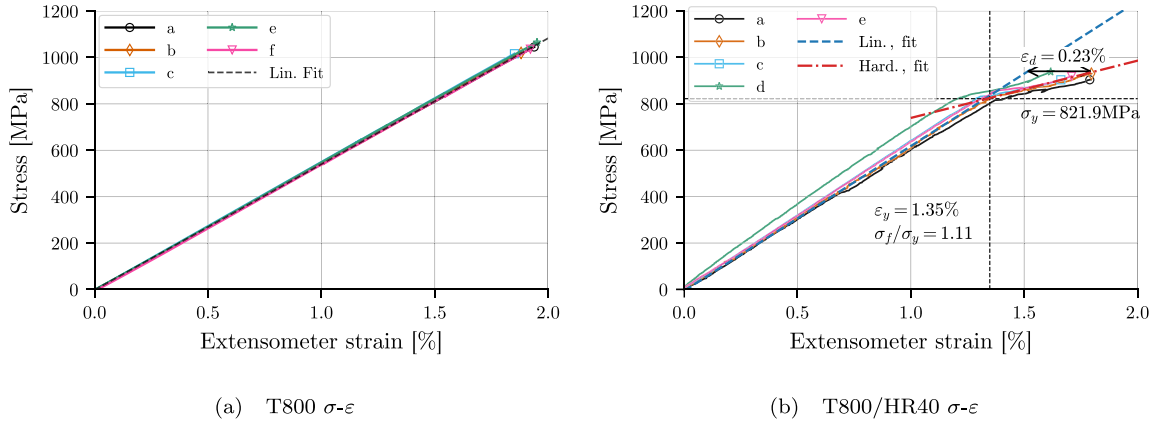 1200
1000
800
600
400
200
0
Stress [MPa]
a
b
c
e
f
Lin. Fit
0.0 0.5 1.0 1.5 2.0
Extensometer strain [%]
(a) T800 σ-ε
1200
1000
800
600
400
200
0
Stress [MPa]
a
b
c
d
e
Lin., fit
Hard., fit
ε_d = 0.23%
σ_y = 821.9MPa
ε_y = 1.35%
σ_f/σ_y = 1.11
0.0 0.5 1.0 1.5 2.0
Extensometer strain [%]
(b) T800/HR40 σ-ε